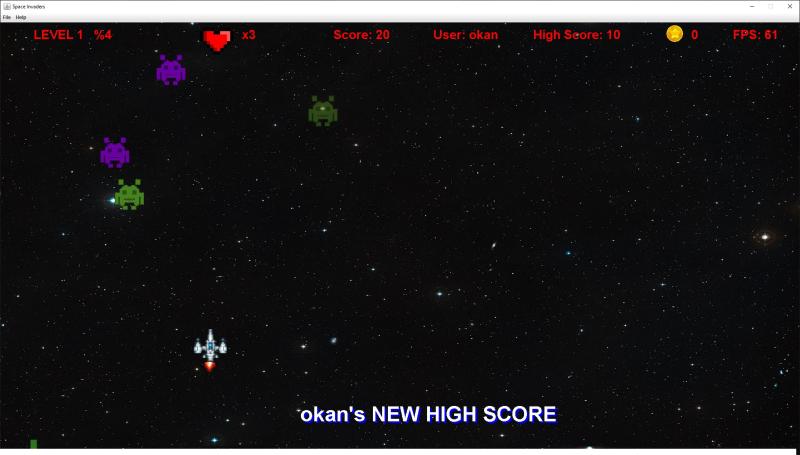 Space Invaders
File Help
LEVEL 1 %4 x3 Score: 20 User: okan High Score: 10 0 FPS: 61
okan's NEW HIGH SCORE